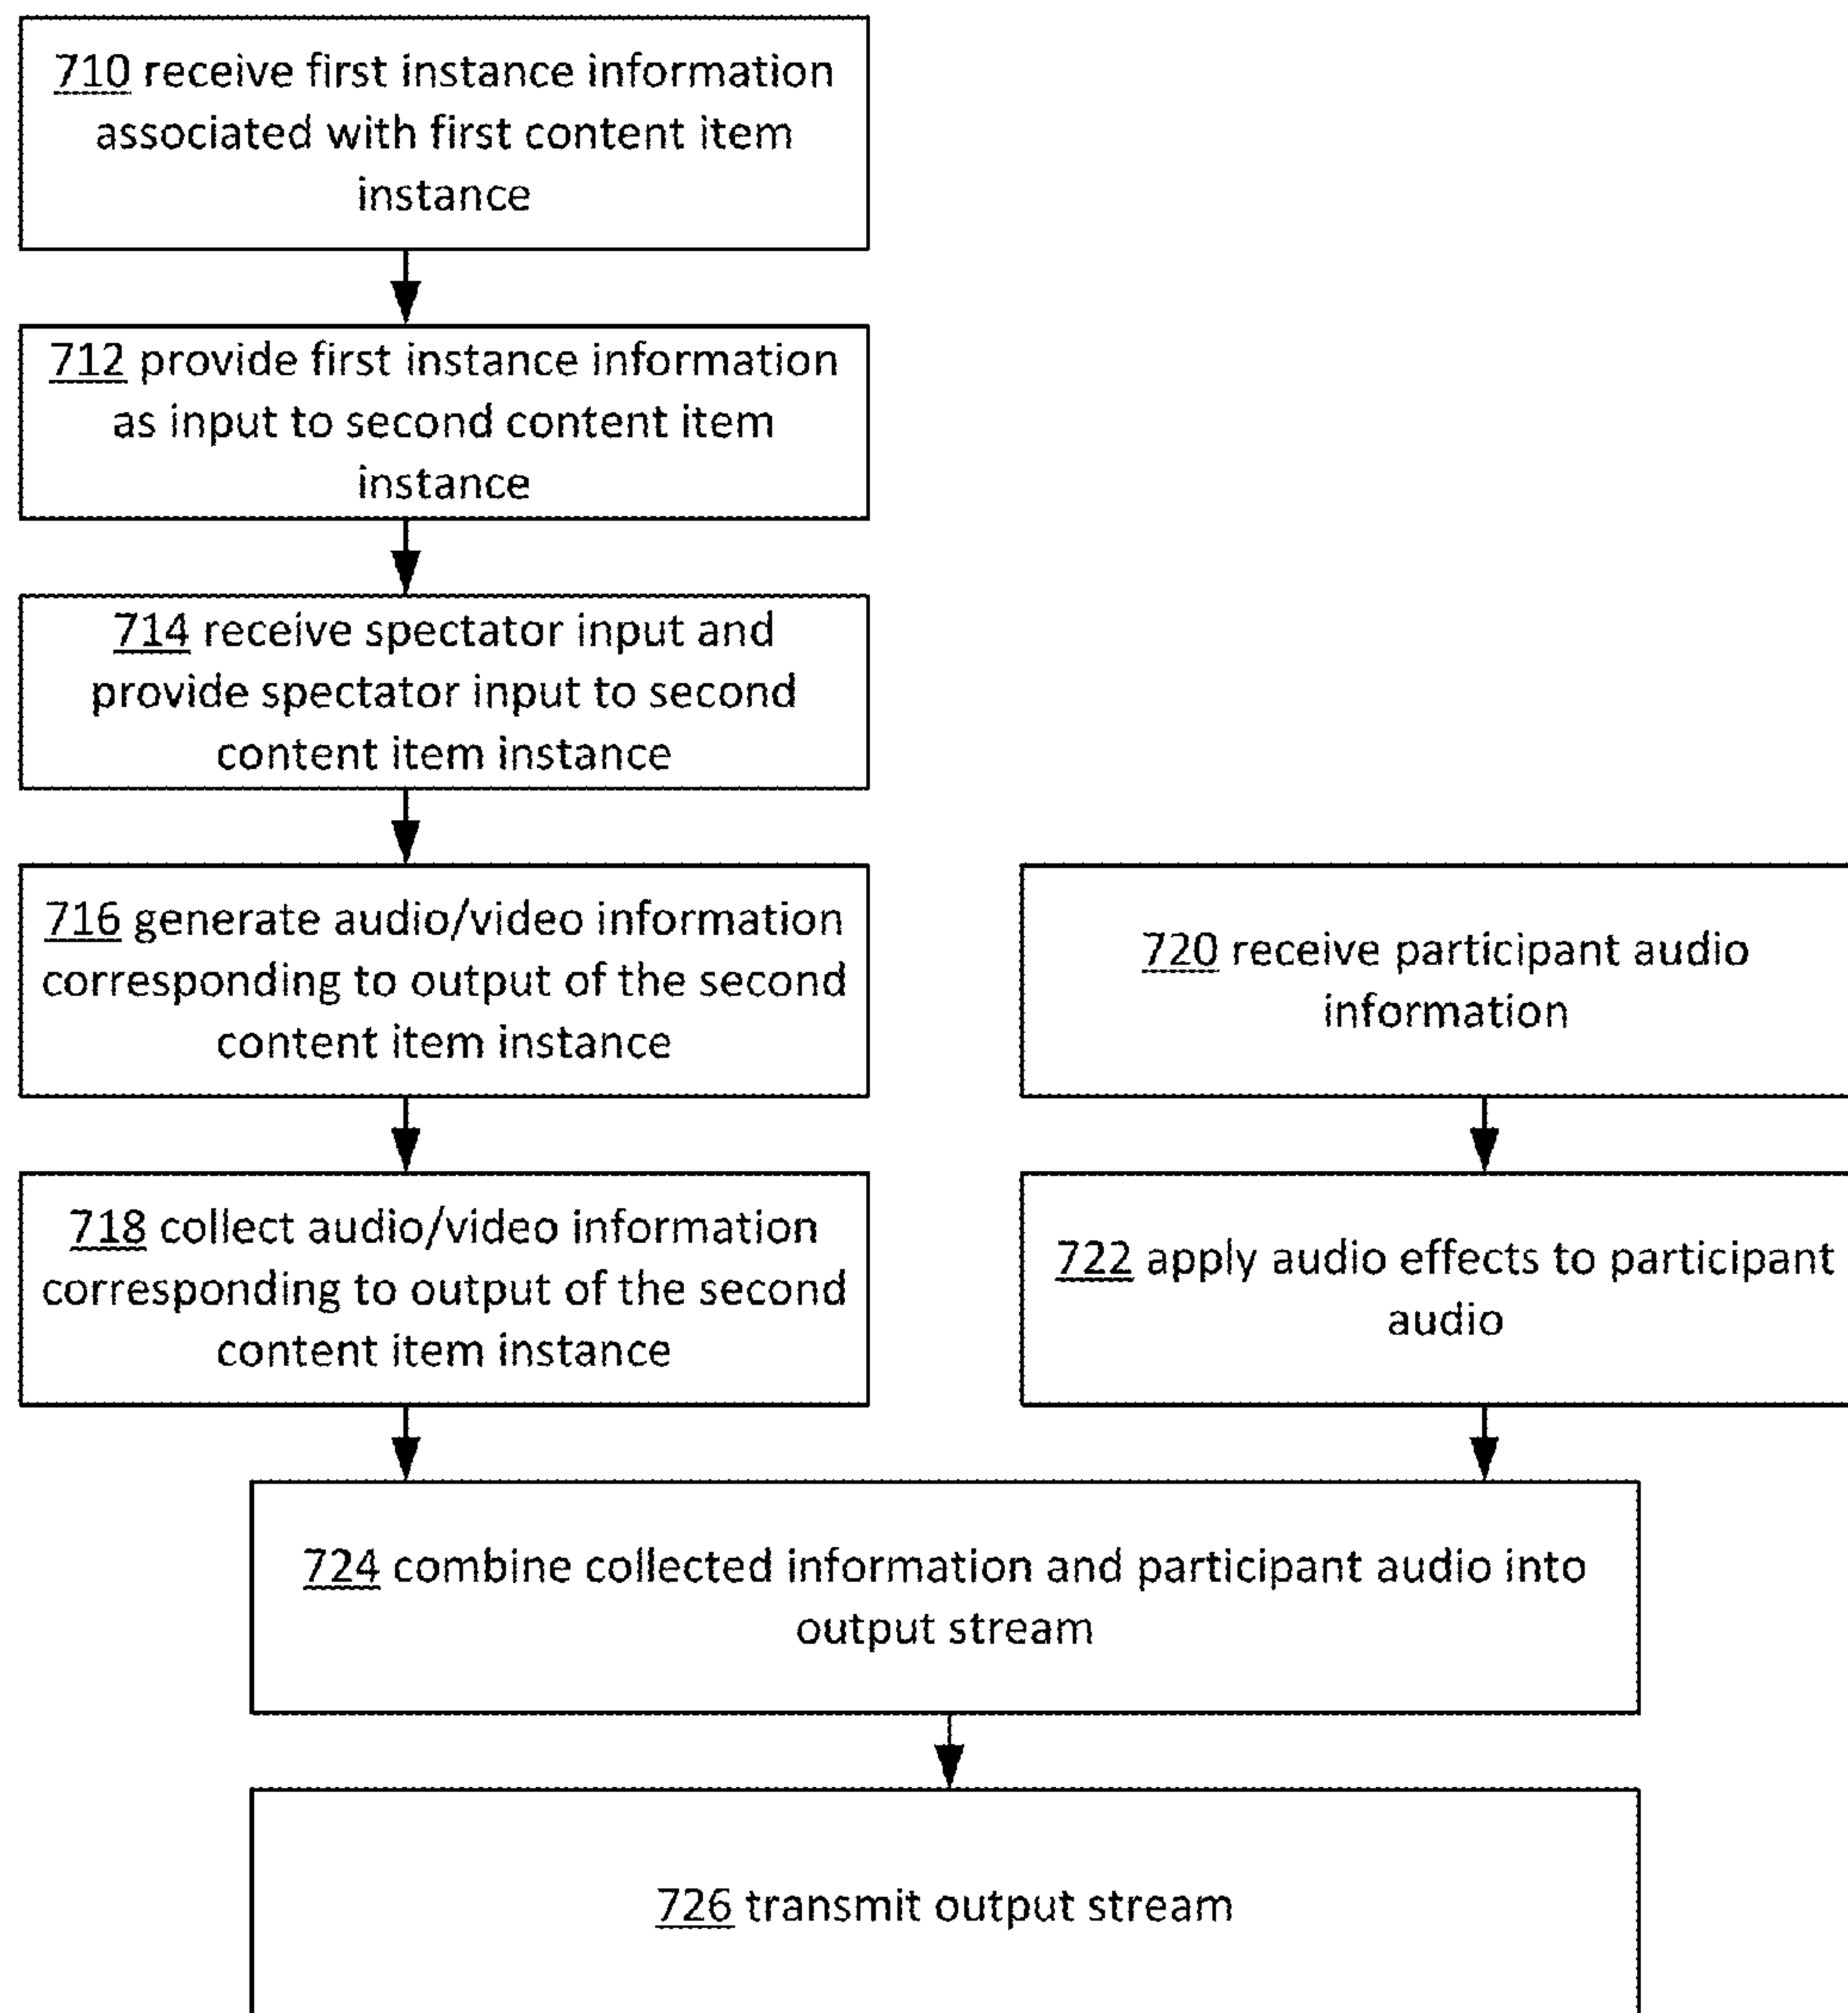 710 receive first instance information
associated with first content item
instance
712 provide first instance information
as input to second content item
instance
714 receive spectator input and
provide spectator input to second
content item instance
716 generate audio/video information
corresponding to output of the second
content item instance
718 collect audio/video information
corresponding to output of the second
content item instance
720 receive participant audio
information
722 apply audio effects to participant
audio
724 combine collected information and participant audio into
output stream
726 transmit output stream